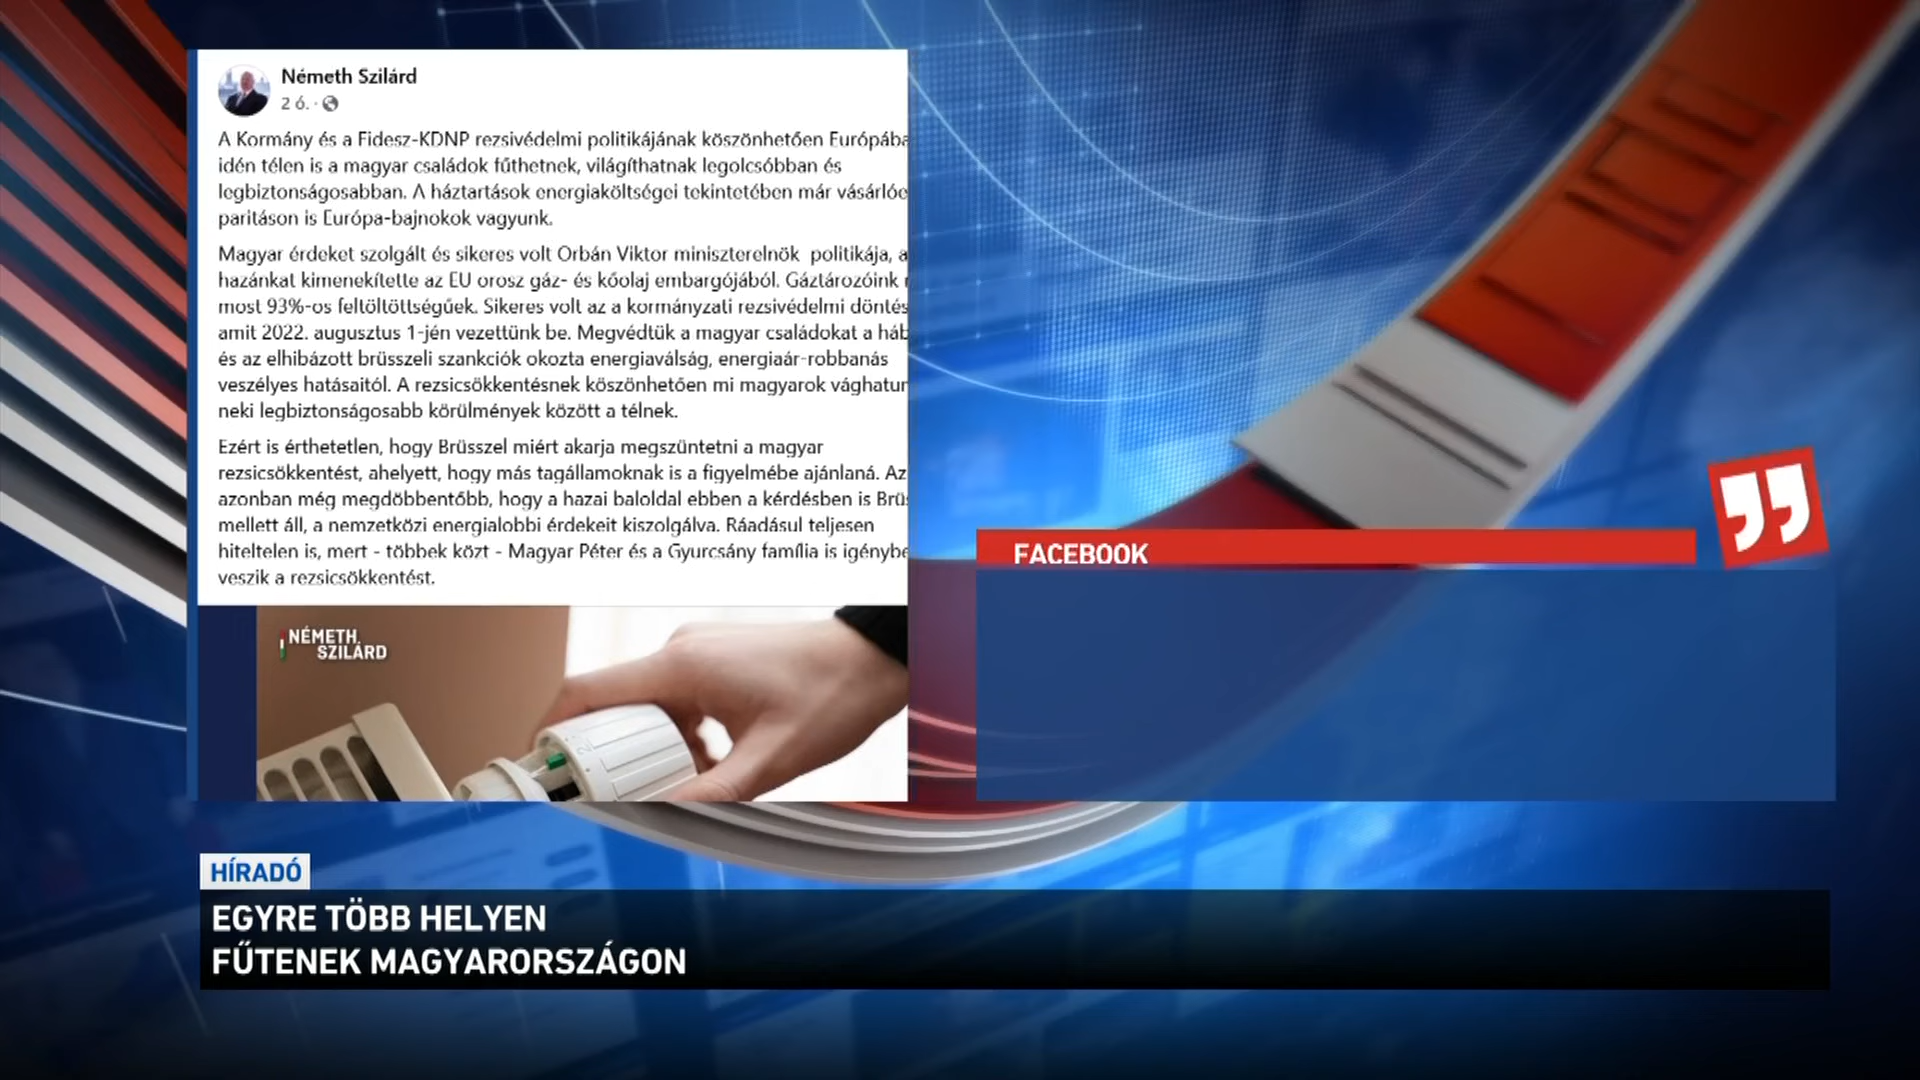 Németh Szilárd
2 ó. ·
A Kormány és a Fidesz-KDNP rezsivédelmi politikájának köszönhetően
idén télen is a magyar családok fűthetnek, világíthatnak legolcsóbban és
legbiztonságosabban. A háztartások energiaköltségei tekintetében már
paritáson is Európa-bajnokok vagyunk.
Magyar érdeket szolgált és sikeres volt Orbán Viktor miniszterelnök politikája, a
hazánkat kimenekítette az EU orosz gáz- és kőolaj embargójából. Gáztározóink
most 93%-os feltöltöttségűek. Sikeres volt az a kormányzati rezsivédelmi döntés
amit 2022. augusztus 1-jén vezettünk be. Megvédtük a magyar családokat a
és az elhibázott brüsszeli szankciók okozta energiaválság, energiaár-robbanás
veszélyes hatásaitól. A rezsicsökkentésnek köszönhetően mi magyarok
neki legbiztonságosabb körülmények között a télnek.
Ezért is érthetetlen, hogy Brüsszel miért akarja megszüntetni a magyar
rezsicsökkentést, ahelyett, hogy más tagállamoknak is a figyelmébe ajánlaná. Az
azonban még megdöbbentőbb, hogy a hazai baloldal ebben a kérdésben is
mellett áll, a nemzetközi energialobbi érdekeit kiszolgálva. Ráadásul teljesen
hiteltelen is, mert - többek közt - Magyar Péter és a Gyurcsány família is
veszik a rezsicsökkentést.
NÉMETH
SZILÁRD
FACEBOOK
HÍRADÓ
EGYRE TÖBB HELYEN
FŰTENEK MAGYARORSZÁGON